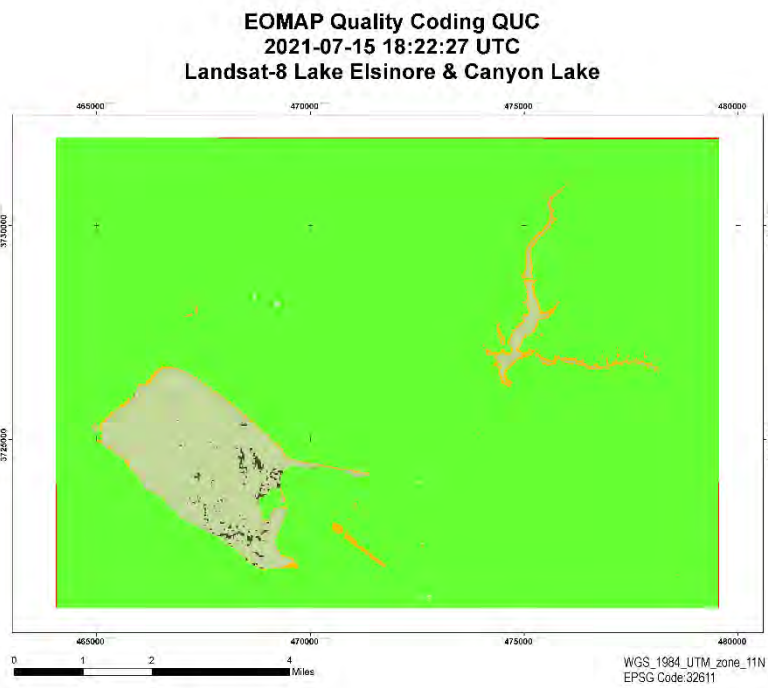 EOMAP Quality Coding QUC
2021-07-15 18:22:27 UTC
Landsat-8 Lake Elsinore & Canyon Lake
465000 470000 475000 480000
3730000
3725000
465000 470000 475000 480000
0 1 2 4
Miles
WGS_1984_UTM_zone_11N
EPSG Code:32611